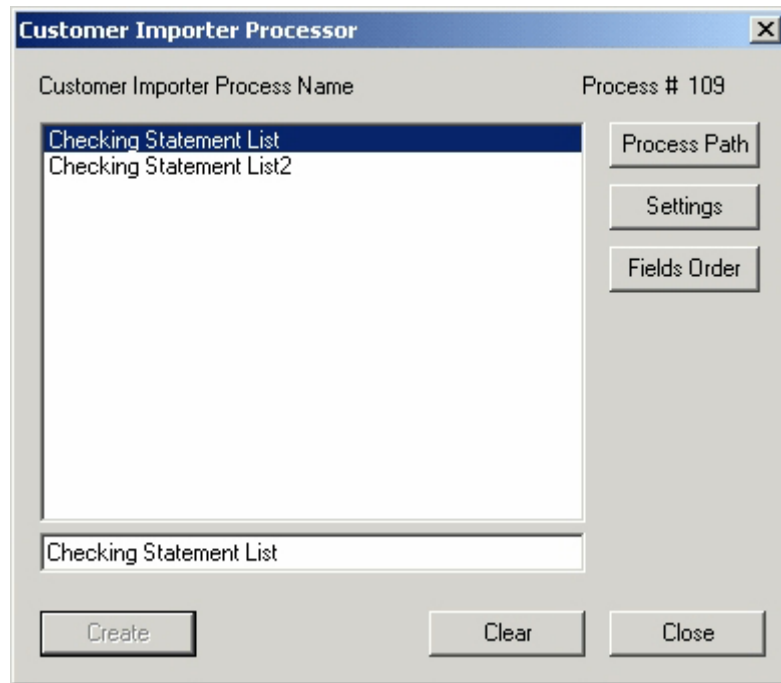 Customer Importer Processor
Customer Importer Process Name
Process # 109
Checking Statement List
Checking Statement List2
Process Path
Settings
Fields Order
Checking Statement List
Create
Clear
Close